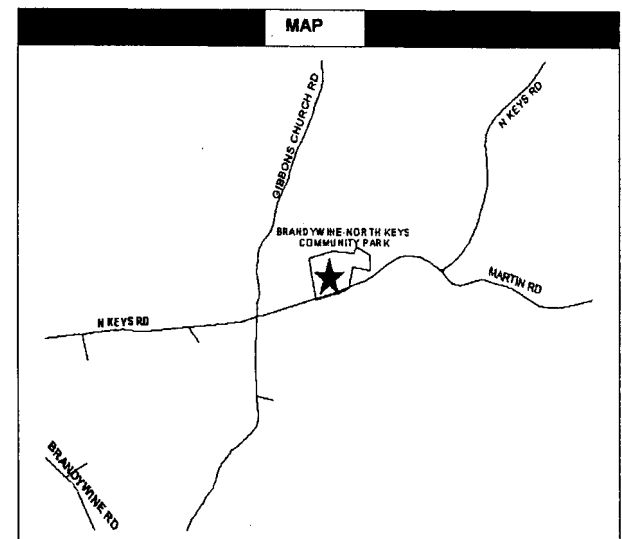 MAP
GIBBONS CHURCH RD
N KEYS RD
BRANDYWINE-NORTH KEYS
COMMUNITY PARK
MARTIN RD
N KEYS RD
BRANDYWINE RD